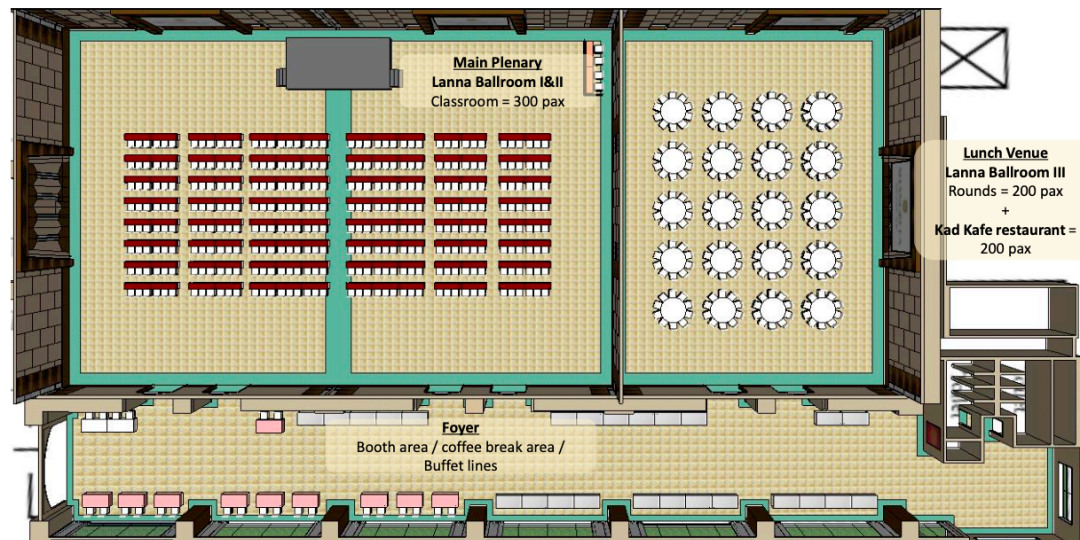 Main Plenary
Lanna Ballroom I&II
Classroom = 300 pax
Lunch Venue
Lanna Ballroom III
Rounds = 200 pax
+
Kad Kafe restaurant =
200 pax
Foyer
Booth area / coffee break area /
Buffet lines